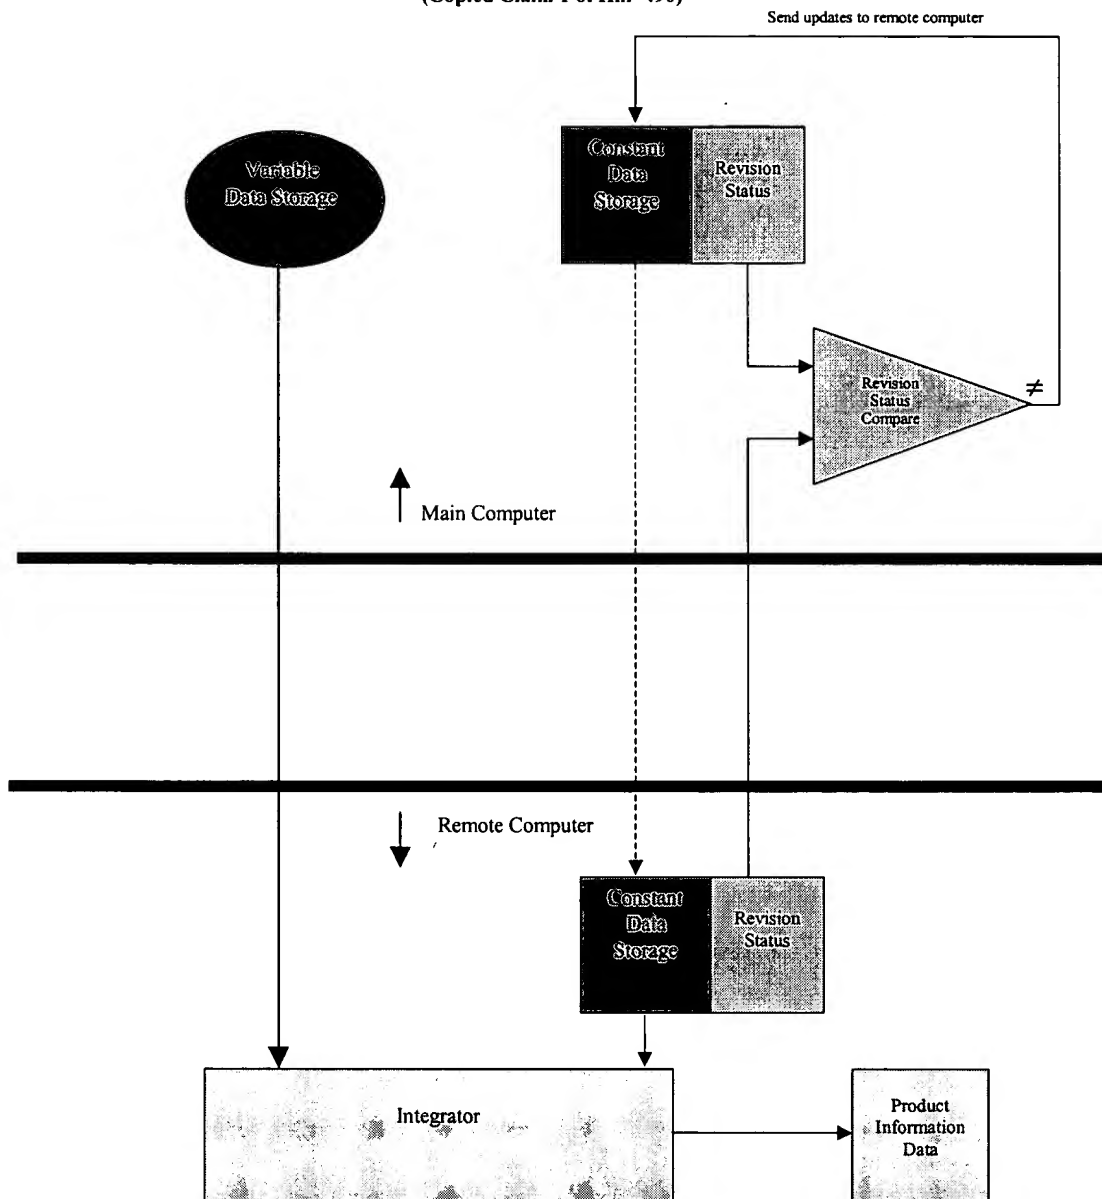 Send updates to remote computer
Variable
Data Storage
Constant
Data
Storage
Revision
Status
Revision
Status
Compare
≠
Main Computer
Remote Computer
Constant
Data
Storage
Revision
Status
Integrator
Product
Information
Data